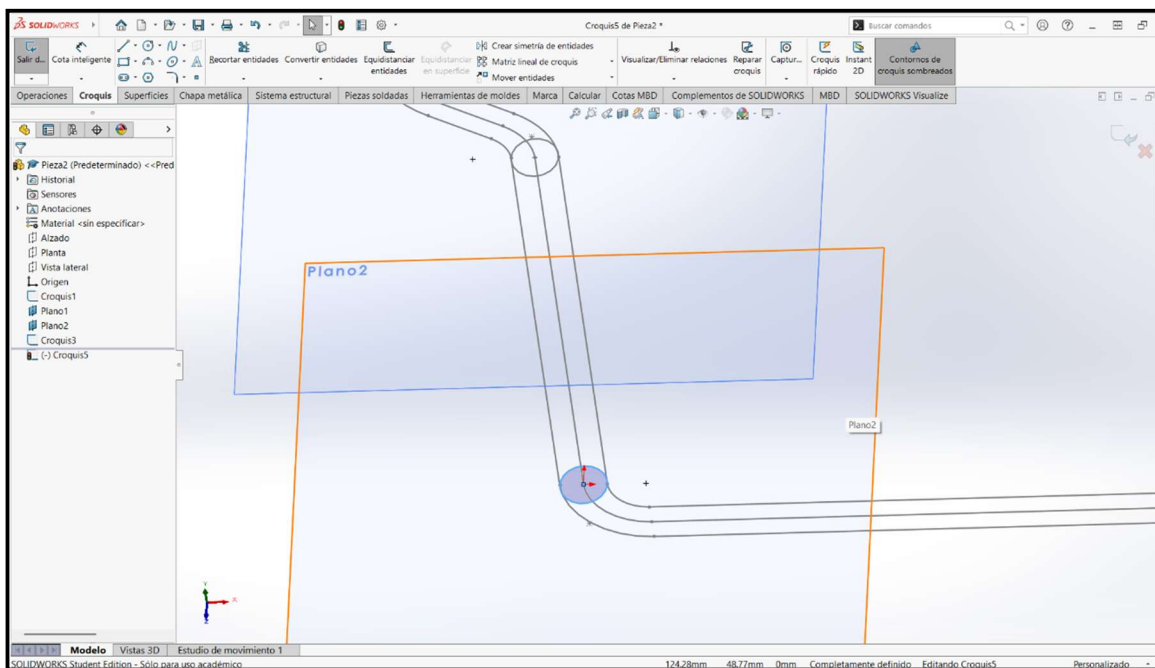 SOLIDWORKS
Croquis5 de Pieza2 *
Buscar comandos
Salir d...
Cota inteligente
Recortar entidades
Convertir entidades
Equidistanciar entidades
Equidistanciar en superficie
Crear simetría de entidades
Matriz lineal de croquis
Mover entidades
Visualizar/Eliminar relaciones
Reparar croquis
Captur...
Croquis rápido
Instant 2D
Contornos de croquis sombreados
Operaciones Croquis Superficies Chapa metálica Sistema estructural Piezas soldadas Herramientas de moldes Marca Calcular Cotas MBD Complementos de SOLIDWORKS MBD SOLIDWORKS Visualize
Pieza2 (Predeterminado) <<Pred
Historial
Sensores
Anotaciones
Material <sin especificar>
Alzado
Planta
Vista lateral
Origen
Croquis1
Plano1
Plano2
Croquis3
(-) Croquis5
Plano2
Plano2
Y
X
Z
Modelo Vistas 3D Estudio de movimiento 1
SOLIDWORKS Student Edition - Sólo para uso académico
124.28mm 48.77mm 0mm Completamente definido Editando Croquis5 Personalizado